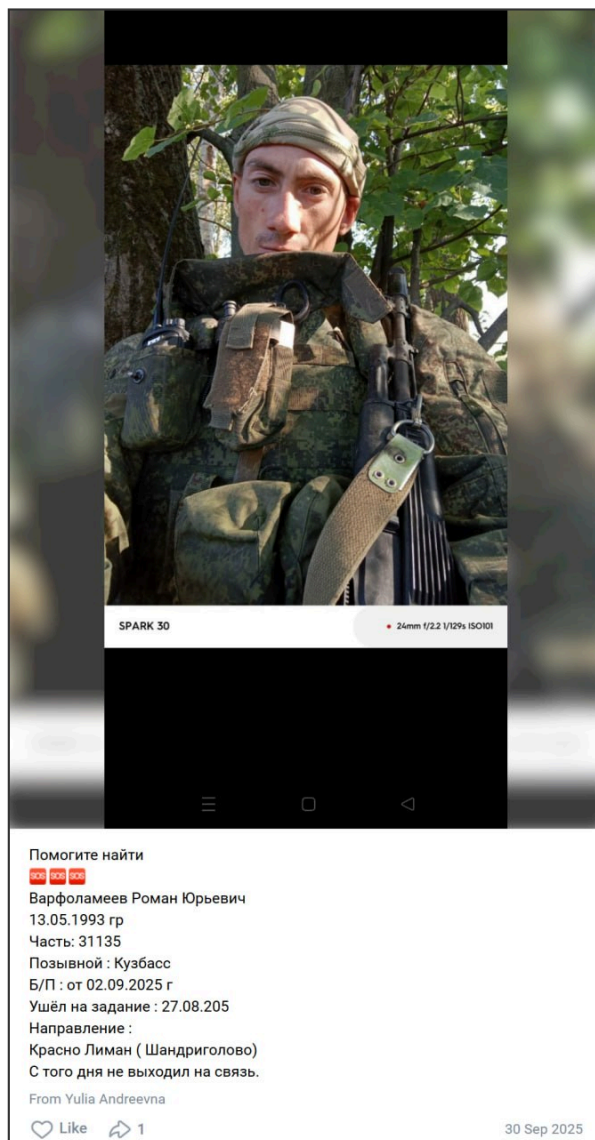 SPARK 30
24mm f/2.2 1/129s ISO101
Помогите найти
SOS SOS SOS
Варфоламеев Роман Юрьевич
13.05.1993 гр
Часть: 31135
Позывной : Кузбасс
Б/П : от 02.09.2025 г
Ушёл на задание : 27.08.205
Направление :
Красно Лиман ( Шандриголово)
С того дня не выходил на связь.
From Yulia Andreevna
Like 1
30 Sep 2025